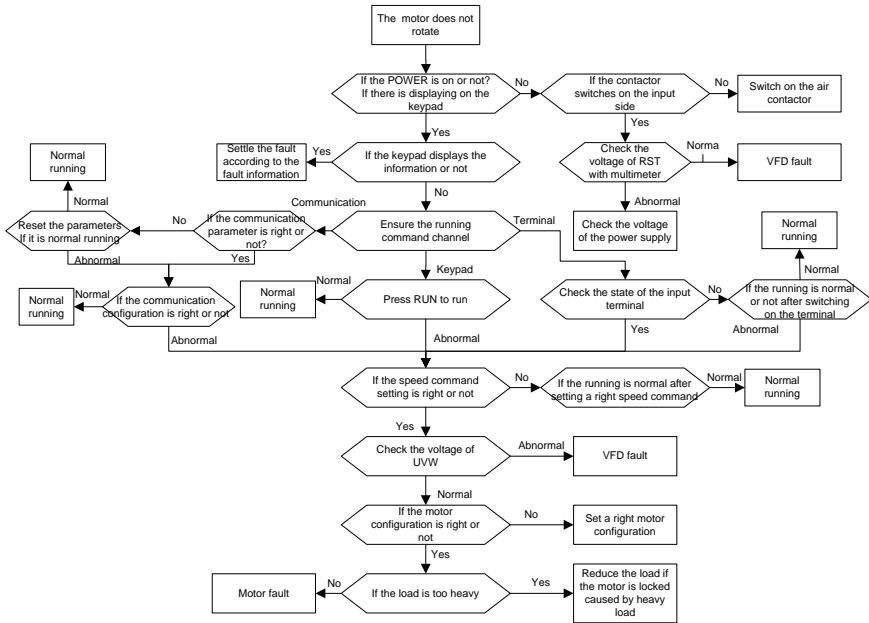 The motor does not
rotate
If the POWER is on or not?
If there is displaying on the
keypad
No
If the contactor
switches on the input
side
No
Switch on the air
contactor
Yes
Yes
Settle the fault
according to the
fault information
Yes
If the keypad displays the
information or not
Check the
voltage of RST
with multimeter
Norma
l
VFD fault
Normal
running
Normal
No
Abnormal
Communication
Reset the parameters
If it is normal running
No
If the communication
parameter is right or
not?
Ensure the running
command channel
Terminal
Check the voltage
of the power supply
Normal
running
Abnormal
Yes
Keypad
Normal
Normal
running
Normal
If the communication
configuration is right or not
Normal
running
Normal
Press RUN to run
Check the state of the input
terminal
No
If the running is normal
or not after switching
on the terminal
Abnormal
Abnormal
Yes
Abnormal
If the speed command
setting is right or not
No
If the running is normal after
setting a right speed command
Normal
Normal
running
Yes
Check the voltage of
UVW
Abnormal
VFD fault
Normal
If the motor
configuration is right or
not
No
Set a right motor
configuration
Yes
Motor fault
No
If the load is too heavy
Yes
Reduce the load if
the motor is locked
caused by heavy
load